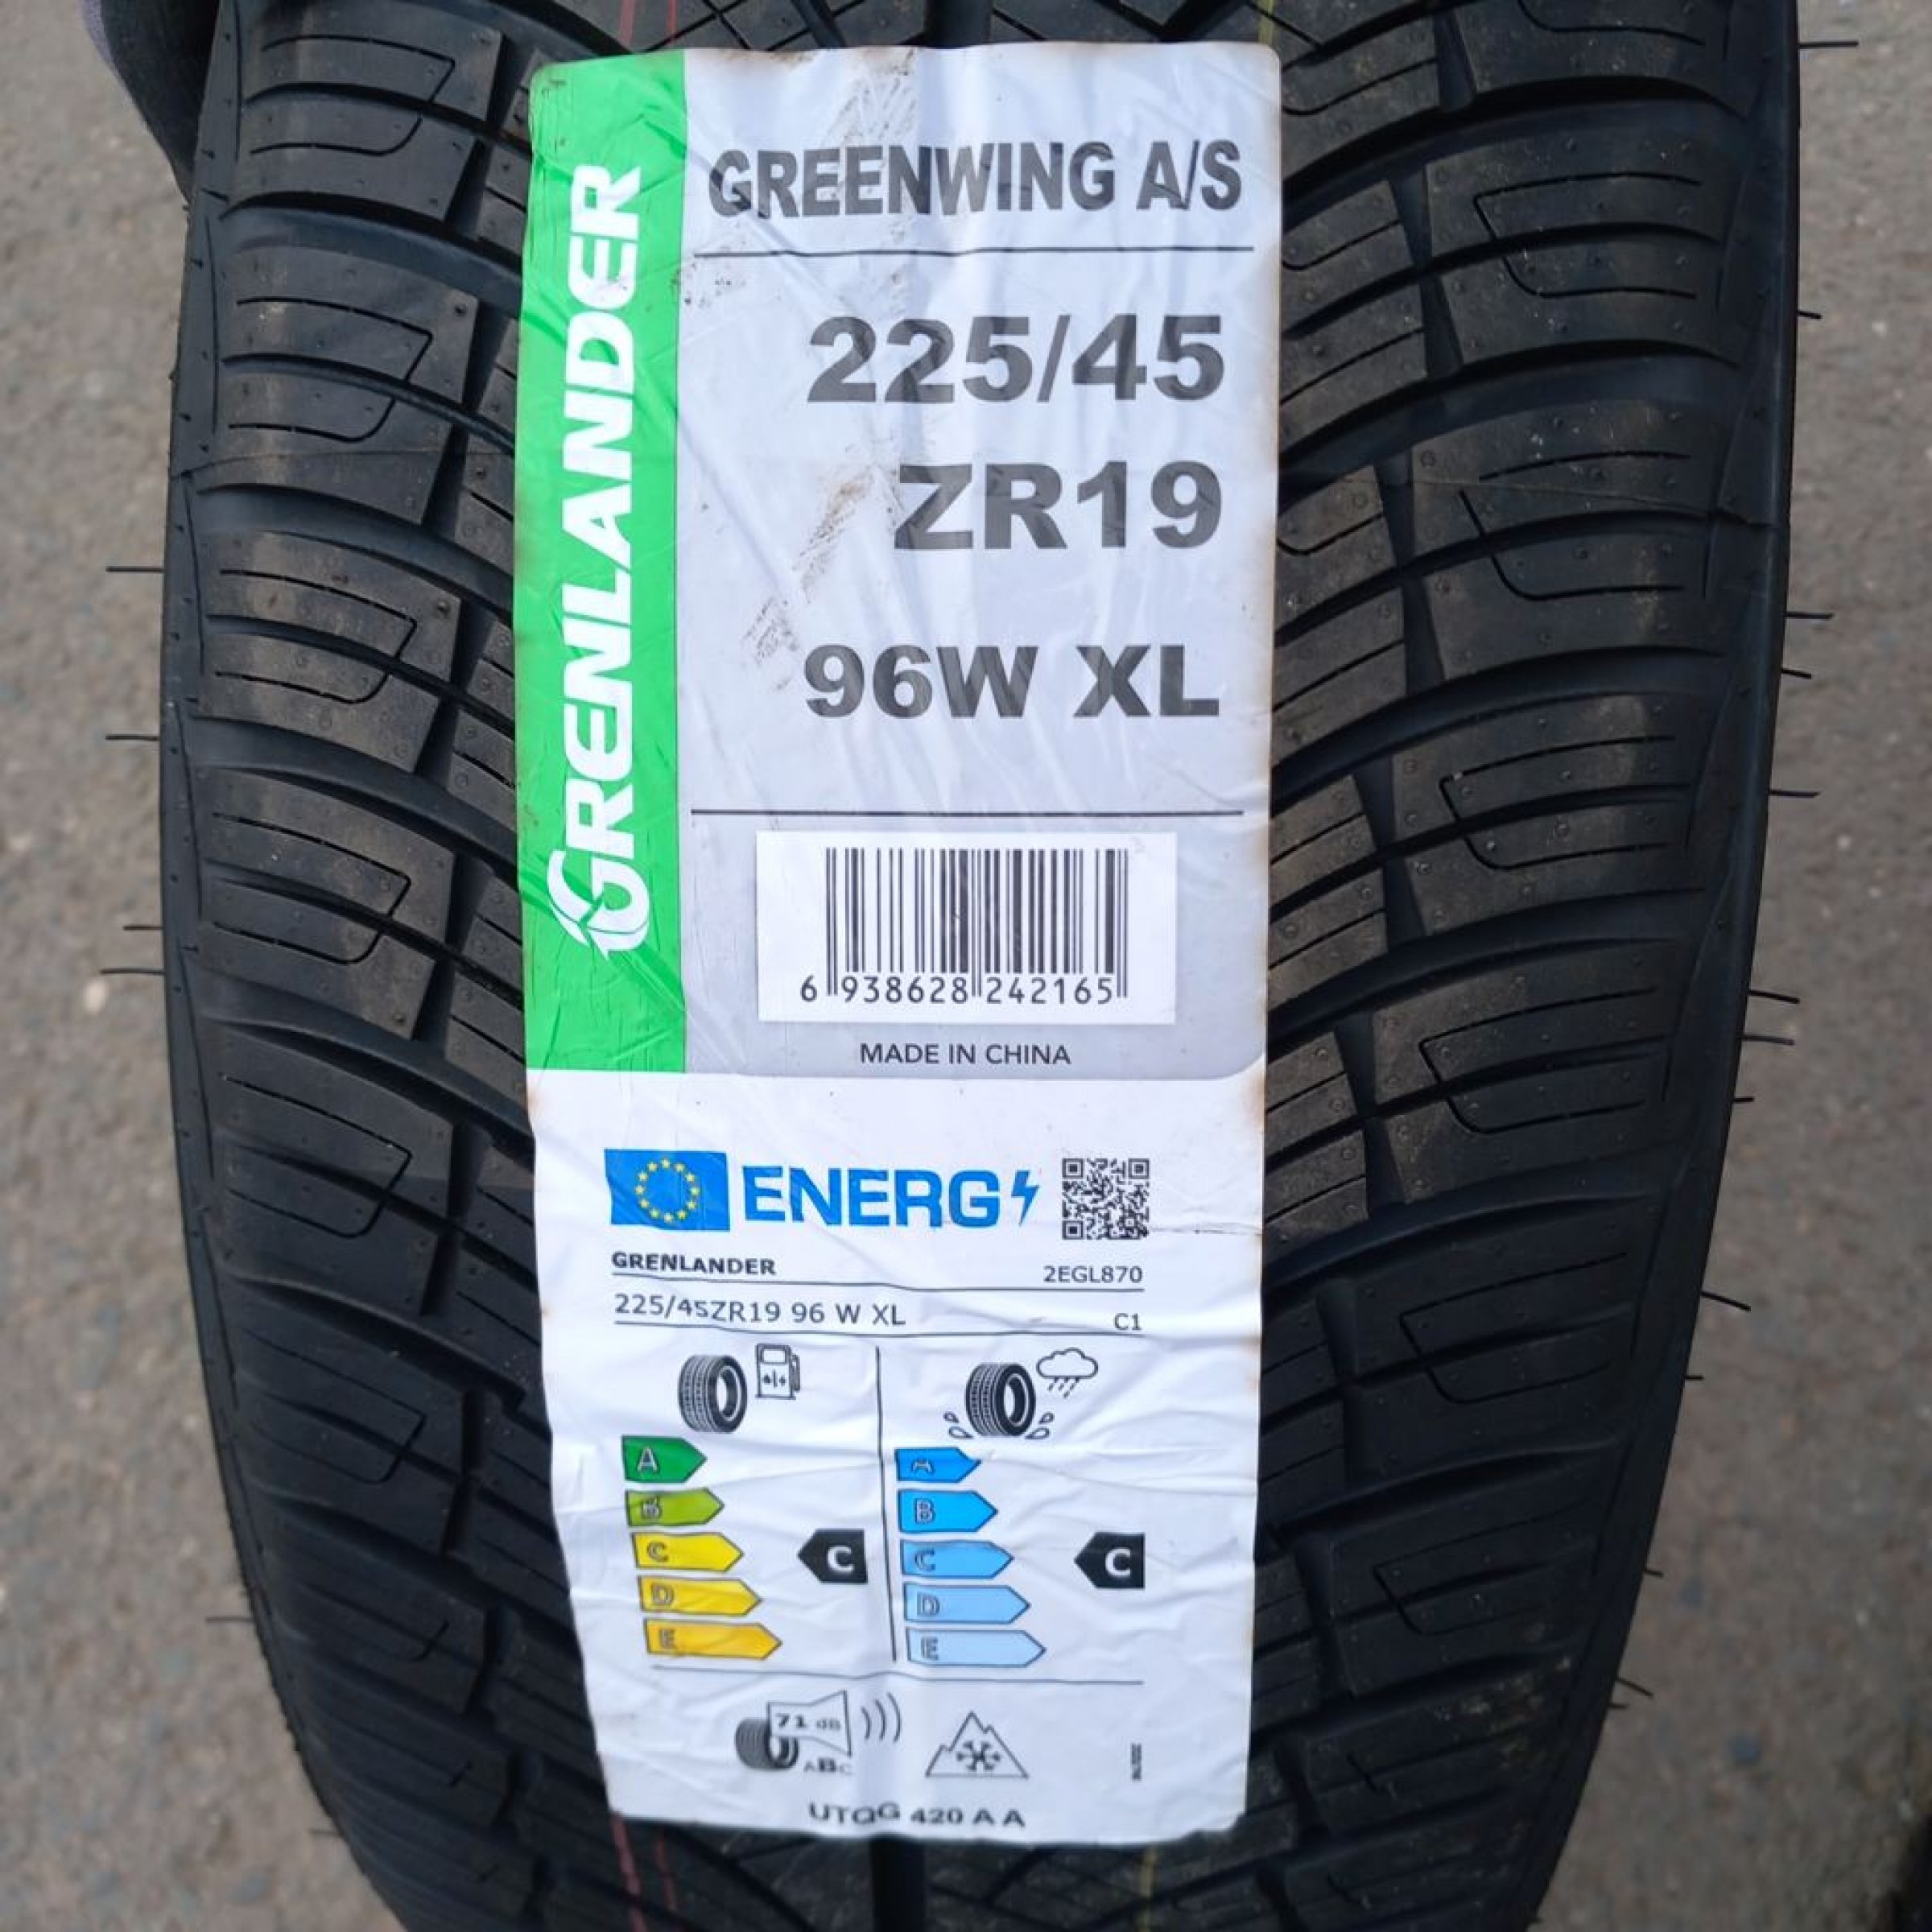 GRENLANDER
GREENWING A/S
225/45
ZR19
96W XL
6 938628 242165
MADE IN CHINA
ENERG
GRENLANDER 2EGL870
225/45ZR19 96 W XL C1
A A
B B
C C C C
D D
E E
71 dB
ABC
UTQG 420 A A